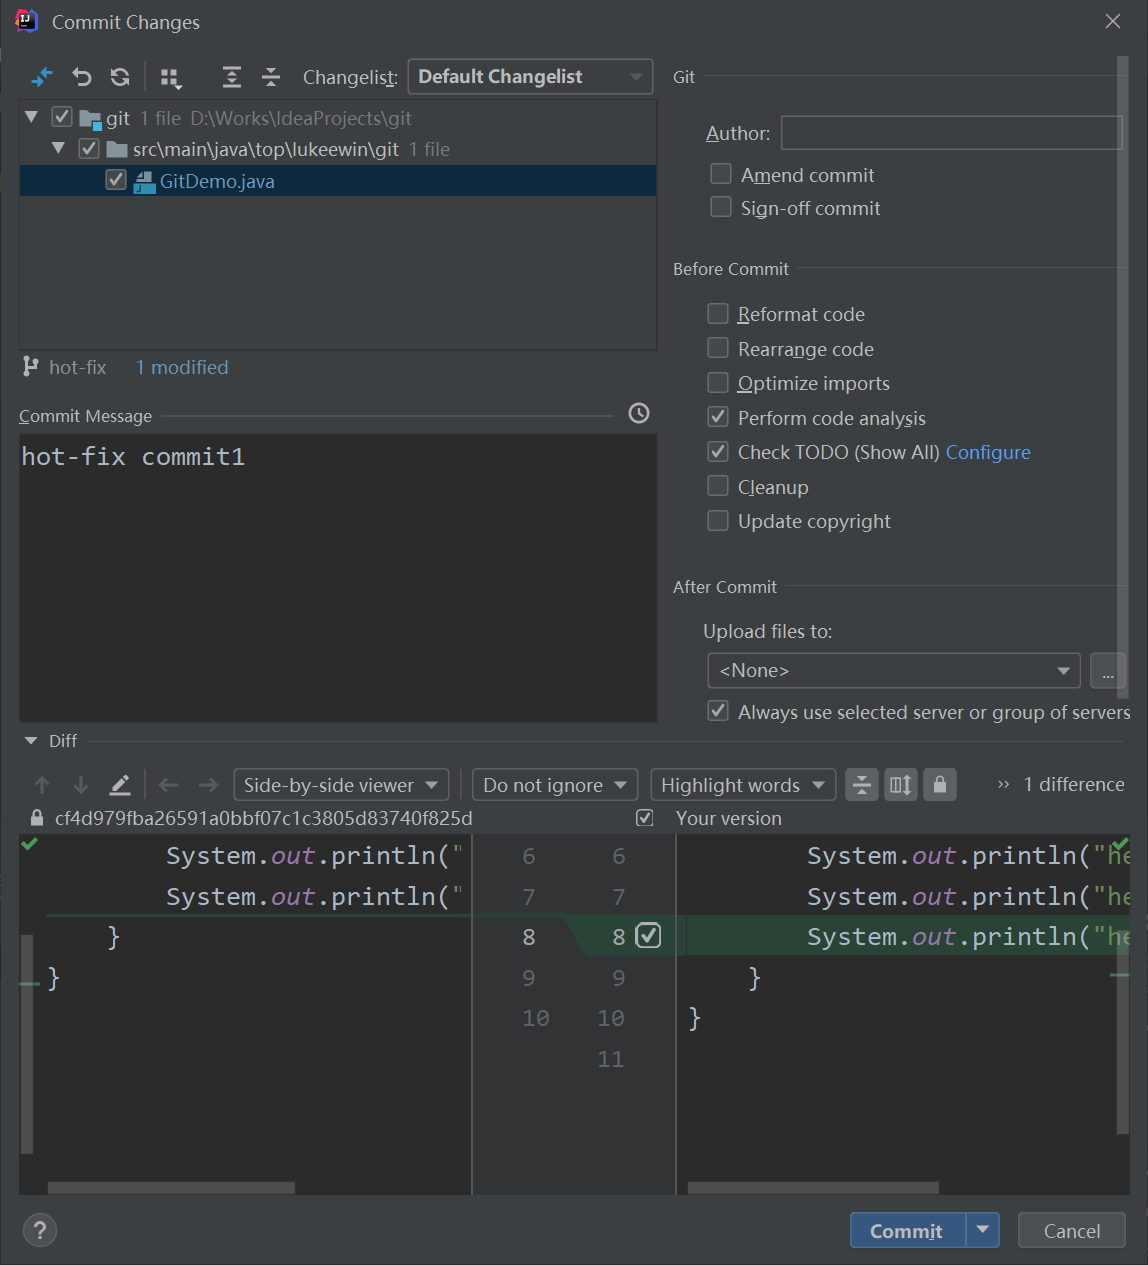 Commit Changes
Changelist: Default Changelist
git 1 file D:\Works\IdeaProjects\git
src\main\java\top\lukeewin\git 1 file
GitDemo.java
hot-fix 1 modified
Commit Message
hot-fix commit1
Git
Author:
Amend commit
Sign-off commit
Before Commit
Reformat code
Rearrange code
Optimize imports
Perform code analysis
Check TODO (Show All) Configure
Cleanup
Update copyright
After Commit
Upload files to:
<None>
...
Always use selected server or group of servers
Diff
Side-by-side viewer Do not ignore Highlight words >> 1 difference
cf4d979fba26591a0bbf07c1c3805d83740f825d Your version
System.out.println(" 6 6 System.out.println("he
System.out.println(" 7 7 System.out.println("he
} 8 8 System.out.println("he
} 9 9 }
10 10 }
11
? Commit Cancel